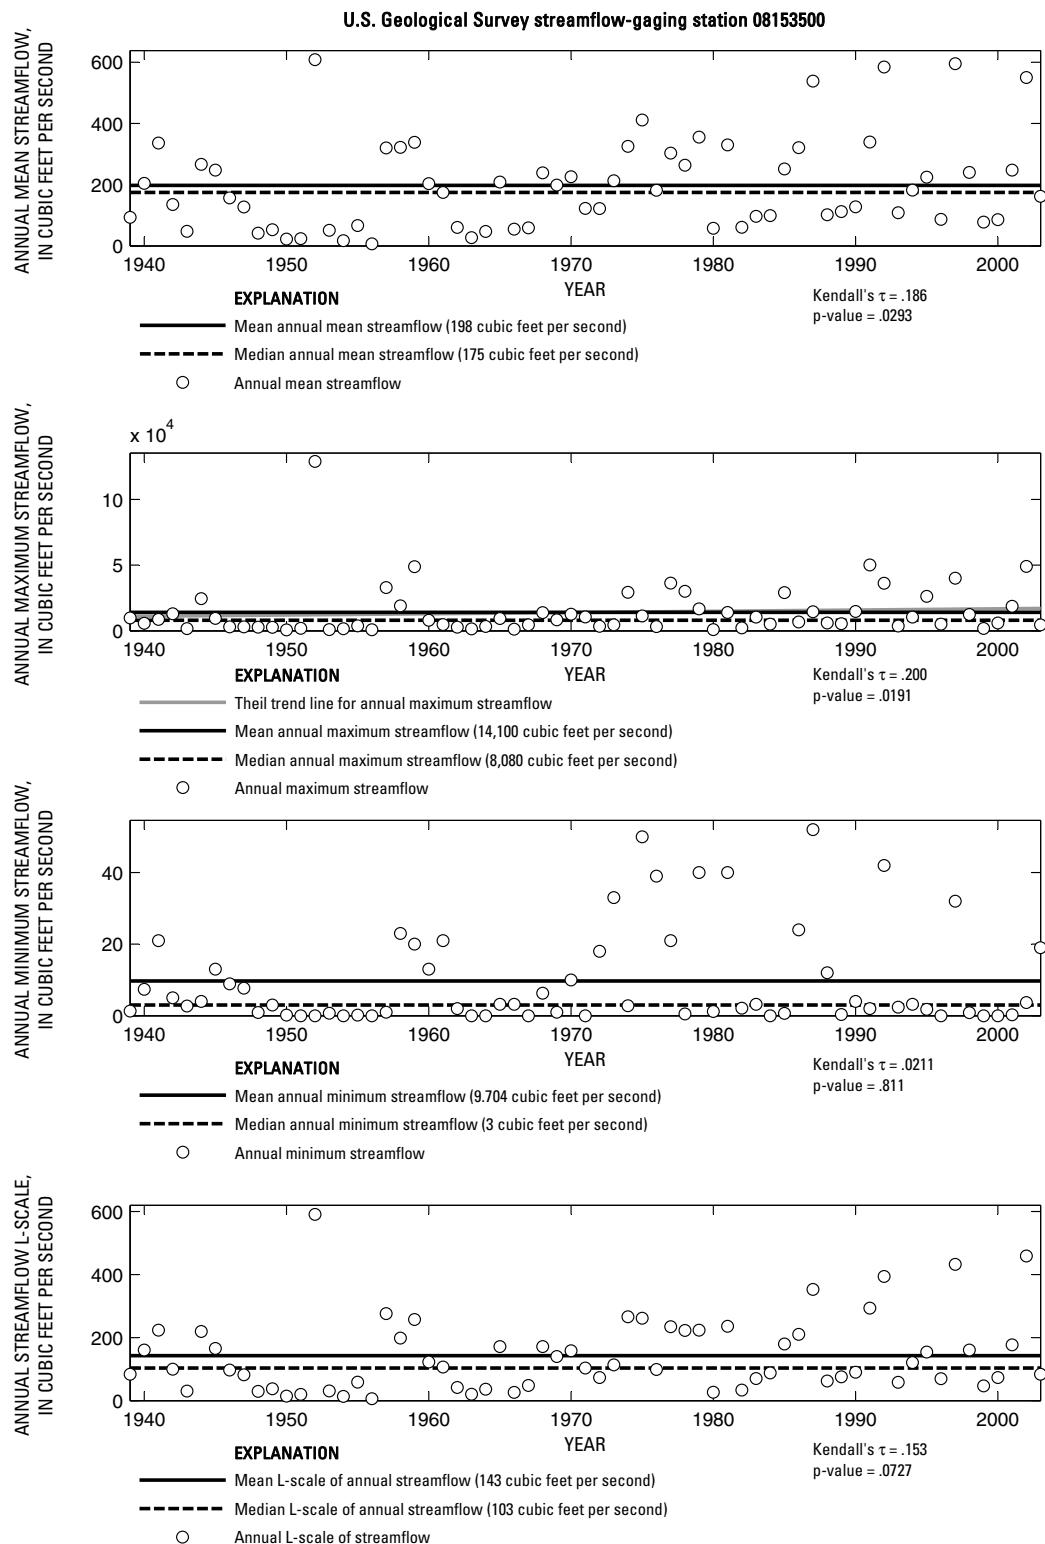 U.S. Geological Survey streamflow-gaging station 08153500
ANNUAL MEAN STREAMFLOW,
IN CUBIC FEET PER SECOND
600
400
200
0
1940 1950 1960 1970 1980 1990 2000
YEAR
EXPLANATION
Mean annual mean streamflow (198 cubic feet per second)
Median annual mean streamflow (175 cubic feet per second)
Annual mean streamflow
Kendall's τ = .186
p-value = .0293
ANNUAL MAXIMUM STREAMFLOW,
IN CUBIC FEET PER SECOND
x 10^4
10
5
0
1940 1950 1960 1970 1980 1990 2000
YEAR
EXPLANATION
Theil trend line for annual maximum streamflow
Mean annual maximum streamflow (14,100 cubic feet per second)
Median annual maximum streamflow (8,080 cubic feet per second)
Annual maximum streamflow
Kendall's τ = .200
p-value = .0191
ANNUAL MINIMUM STREAMFLOW,
IN CUBIC FEET PER SECOND
40
20
0
1940 1950 1960 1970 1980 1990 2000
YEAR
EXPLANATION
Mean annual minimum streamflow (9.704 cubic feet per second)
Median annual minimum streamflow (3 cubic feet per second)
Annual minimum streamflow
Kendall's τ = .0211
p-value = .811
ANNUAL STREAMFLOW L-SCALE,
IN CUBIC FEET PER SECOND
600
400
200
0
1940 1950 1960 1970 1980 1990 2000
YEAR
EXPLANATION
Mean L-scale of annual streamflow (143 cubic feet per second)
Median L-scale of annual streamflow (103 cubic feet per second)
Annual L-scale of streamflow
Kendall's τ = .153
p-value = .0727